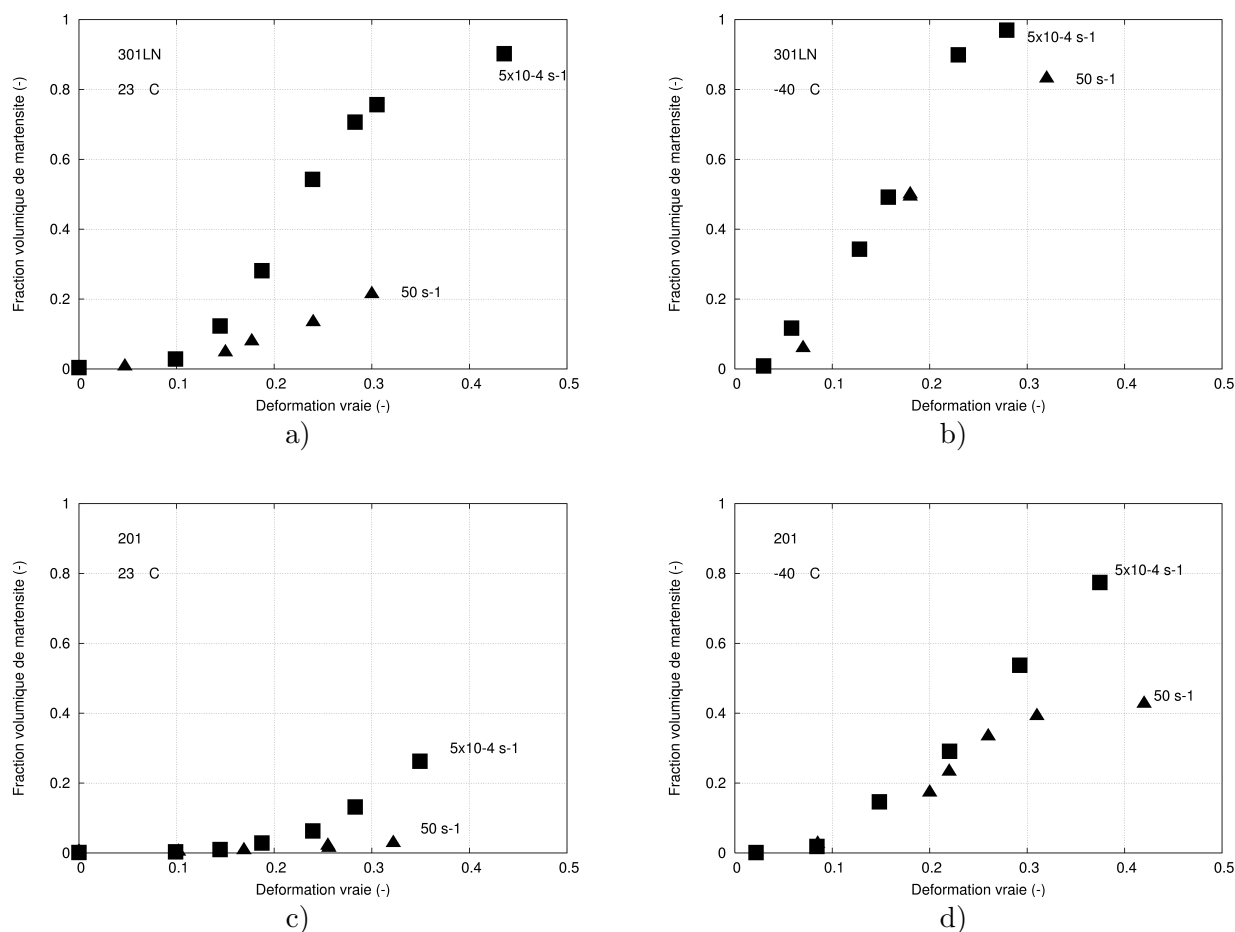 1
0.8
0.6
0.4
0.2
0
0 0.1 0.2 0.3 0.4 0.5
Fraction volumique de martensite (-)
Deformation vraie (-)
301LN
23 C
5x10-4 s-1
50 s-1
a)
1
0.8
0.6
0.4
0.2
0
0 0.1 0.2 0.3 0.4 0.5
Fraction volumique de martensite (-)
Deformation vraie (-)
301LN
-40 C
5x10-4 s-1
50 s-1
b)
1
0.8
0.6
0.4
0.2
0
0 0.1 0.2 0.3 0.4 0.5
Fraction volumique de martensite (-)
Deformation vraie (-)
201
23 C
5x10-4 s-1
50 s-1
c)
1
0.8
0.6
0.4
0.2
0
0 0.1 0.2 0.3 0.4 0.5
Fraction volumique de martensite (-)
Deformation vraie (-)
201
-40 C
5x10-4 s-1
50 s-1
d)